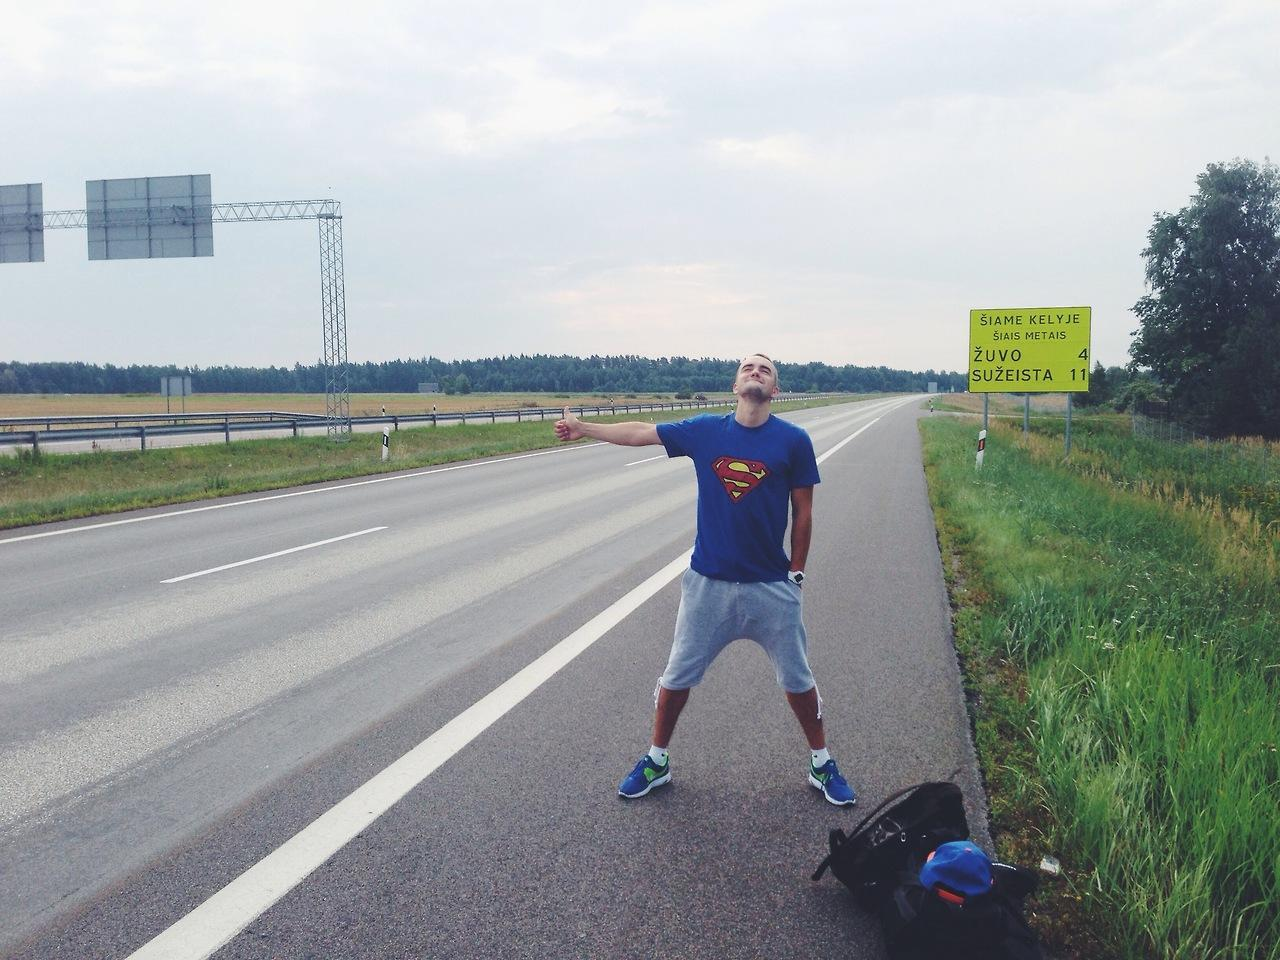 ŠIAME KELYJE
ŠIAIS METAIS
ŽUVO 4
SUŽEISTA 11
S